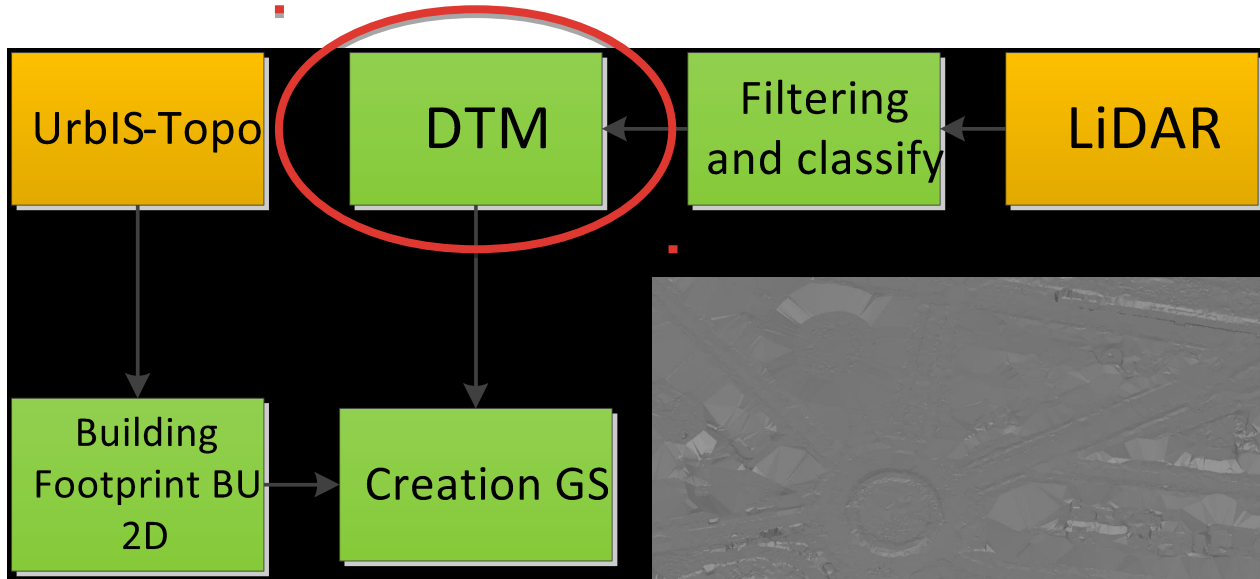 UrbIS-Topo
DTM
Filtering
and classify
LiDAR
Building
Footprint BU
2D
Creation GS